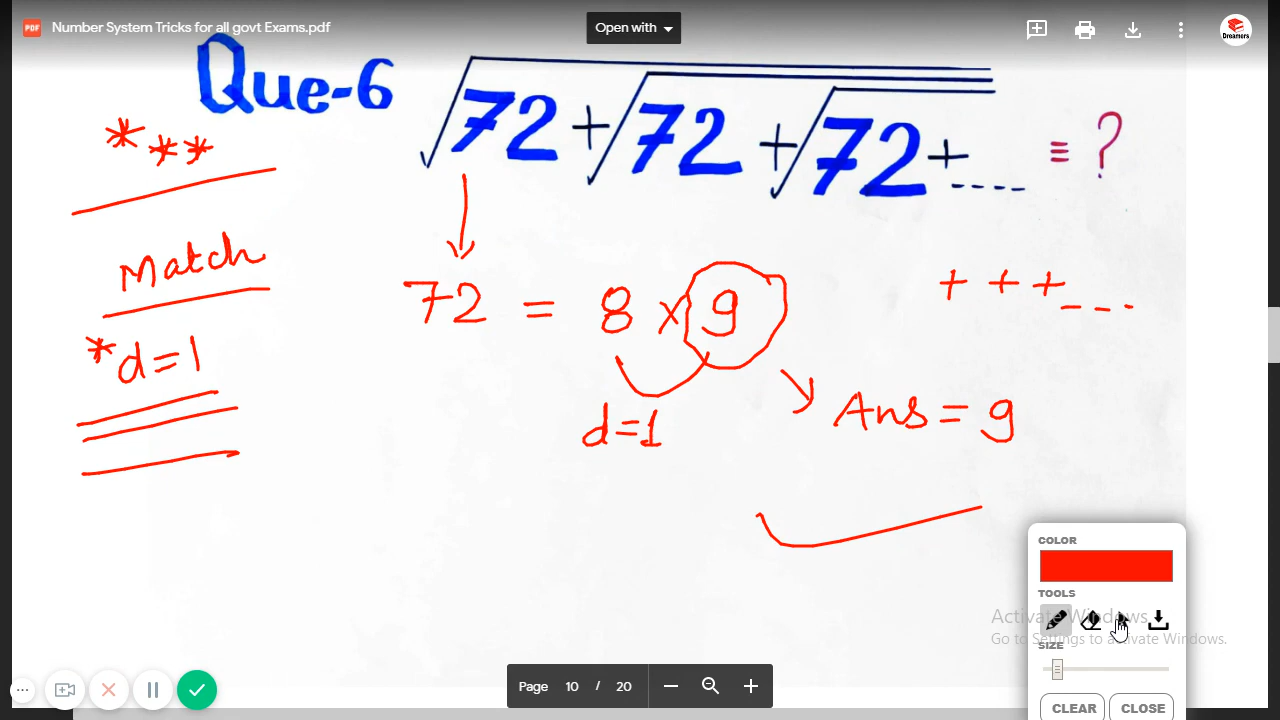 Number System Tricks for all govt Exams.pdf
Open with
Dreamers
Que-6 √72+√72+√72+---- = ?
***
Match
*d=1
72 = 8 × 9
+ + + ---
d=1
Ans = 9
COLOR
TOOLS
Activate Windows
Go to Settings to activate Windows.
SIZE
CLEAR CLOSE
Page 10 / 20